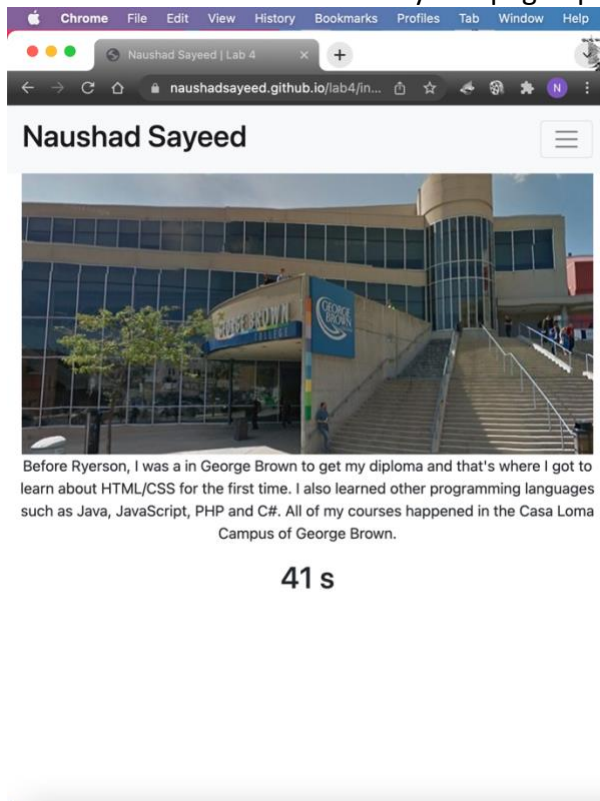 Chrome File Edit View History Bookmarks Profiles Tab Window Help
Naushad Sayeed | Lab 4
naushadsayeed.github.io/lab4/in...
N
Naushad Sayeed
GEORGE BROWN
COLLEGE
GEORGE
BROWN
Before Ryerson, I was a in George Brown to get my diploma and that's where I got to
learn about HTML/CSS for the first time. I also learned other programming languages
such as Java, JavaScript, PHP and C#. All of my courses happened in the Casa Loma
Campus of George Brown.
41 s